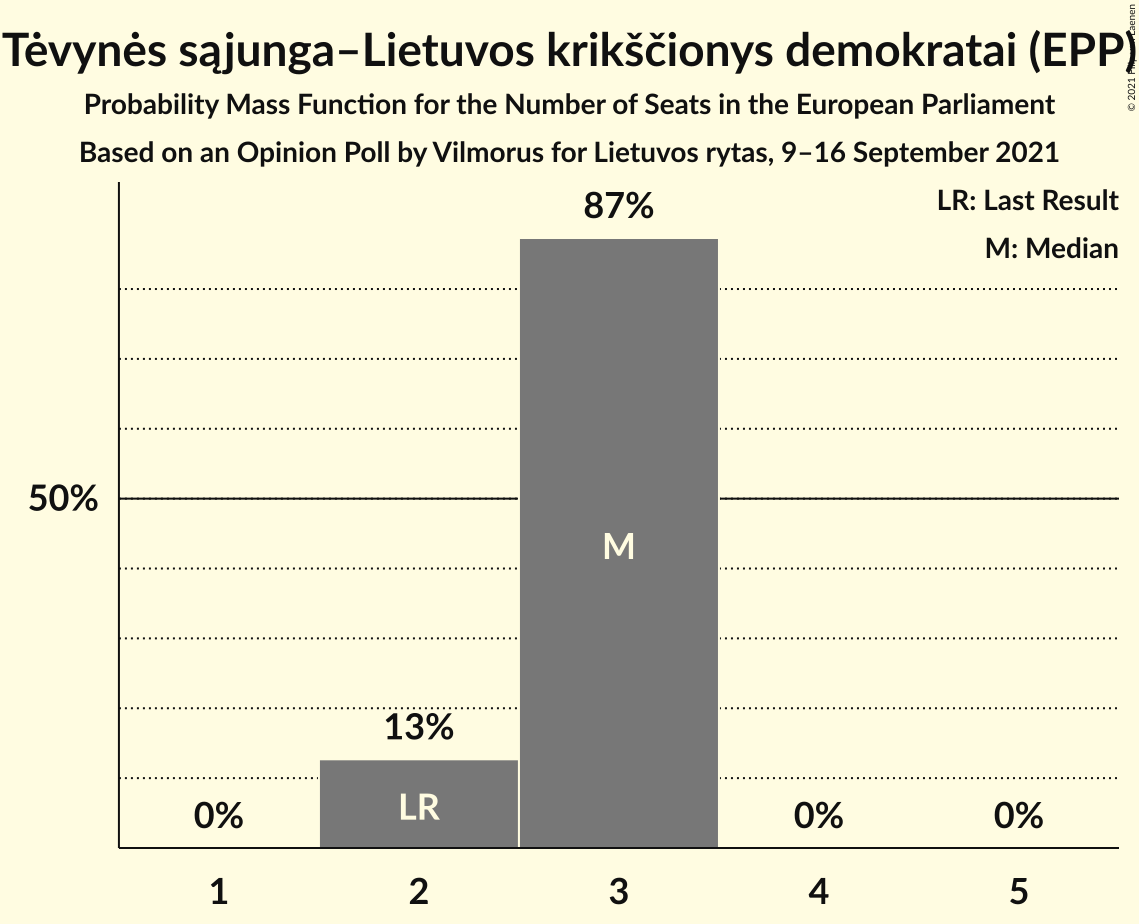 Tėvynės sąjunga–Lietuvos krikščionys demokratai (EPP)
Probability Mass Function for the Number of Seats in the European Parliament
Based on an Opinion Poll by Vilmorus for Lietuvos rytas, 9–16 September 2021
© 2021 Laenen
LR: Last Result
M: Median
87%
50%
M
13%
LR
0%
0%
0%
1
2
3
4
5